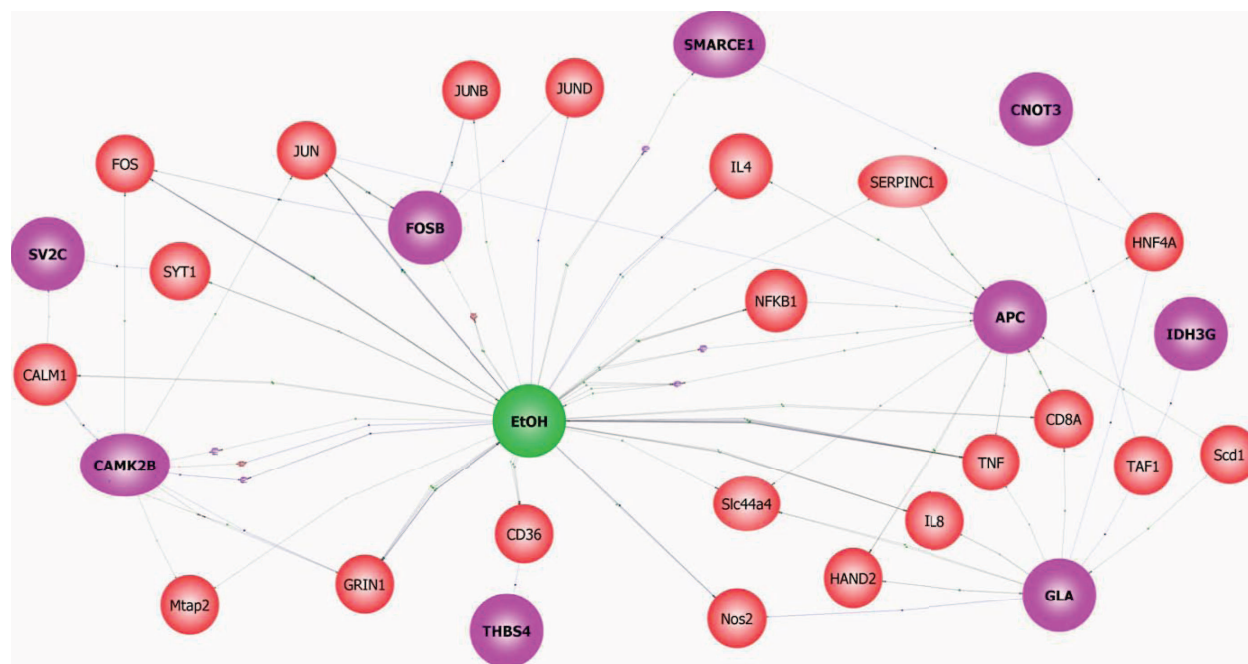 SMARCE1
JUNB
JUND
CNOT3
JUN
FOS
IL4
SERPINC1
FOSB
HNF4A
SV2C
SYT1
NFKB1
APC
IDH3G
CALM1
EtOH
CD8A
CAMK2B
TNF
TAF1
Scd1
Slc44a4
IL8
CD36
HAND2
GRIN1
Mtap2
GLA
Nos2
THBS4